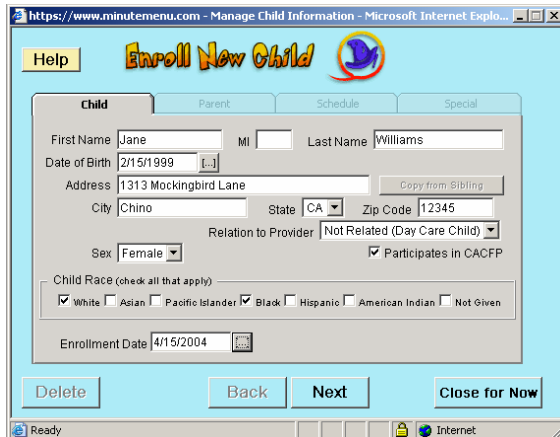 https://www.minutemenu.com - Manage Child Information - Microsoft Internet Explo...
Help
Enroll New Child
Child Parent Schedule Special
First Name Jane MI Last Name Williams
Date of Birth 2/15/1999 [...]
Address 1313 Mockingbird Lane Copy from Sibling
City Chino State CA Zip Code 12345
Relation to Provider Not Related (Day Care Child)
Sex Female Participates in CACFP
Child Race (check all that apply)
White Asian Pacific Islander Black Hispanic American Indian Not Given
Enrollment Date 4/15/2004 ...
Delete Back Next Close for Now
Ready Internet